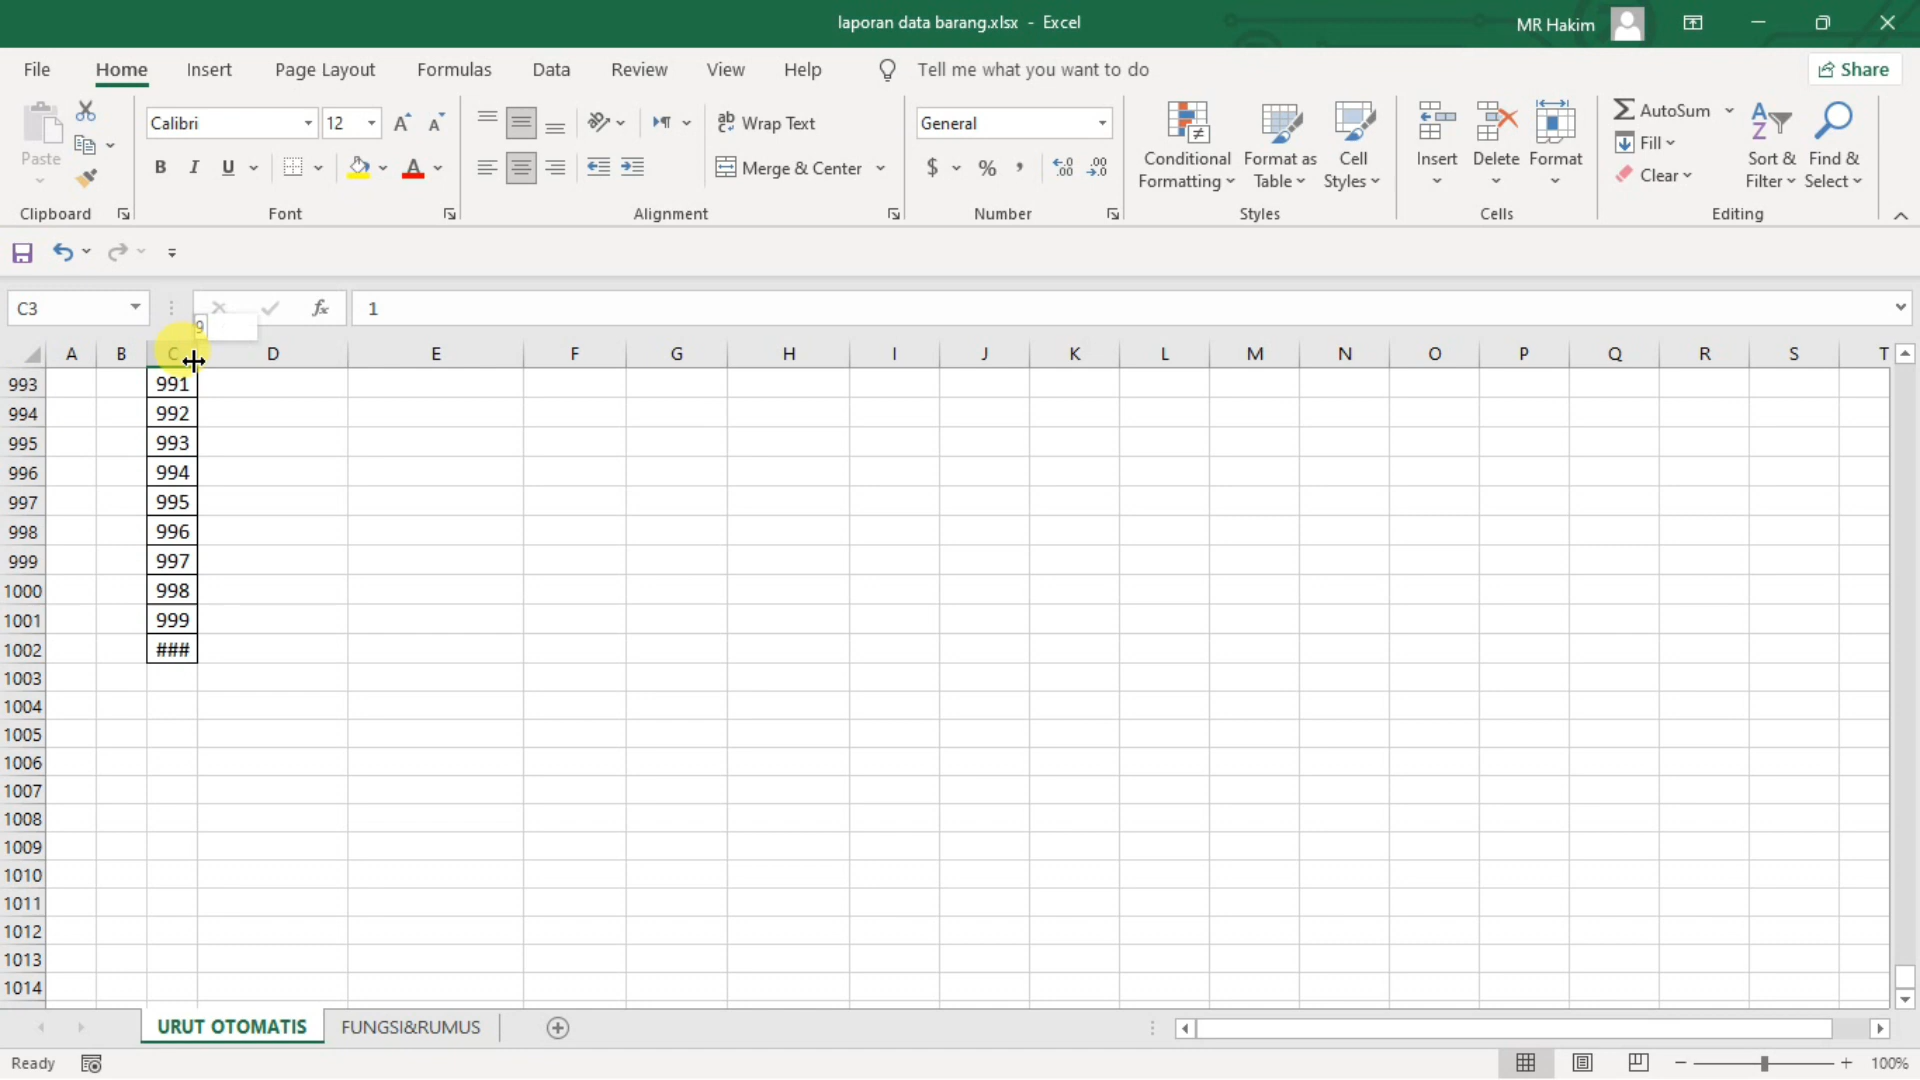 laporan data barang.xlsx - Excel
MR Hakim
File Home Insert Page Layout Formulas Data Review View Help Tell me what you want to do Share
Paste
Clipboard
Calibri 12
B I U A
Font
Wrap Text
Merge & Center
Alignment
General
$ % ,
Number
Conditional Formatting
Format as Table
Cell Styles
Styles
Insert
Delete
Format
Cells
AutoSum
Fill
Clear
Sort & Filter
Find & Select
Editing
C3 fx 1
9
A B C D E F G H I J K L M N O P Q R S T
993 991
994 992
995 993
996 994
997 995
998 996
999 997
1000 998
1001 999
1002 ###
1003
1004
1005
1006
1007
1008
1009
1010
1011
1012
1013
1014
URUT OTOMATIS FUNGSI&RUMUS
Ready 100%